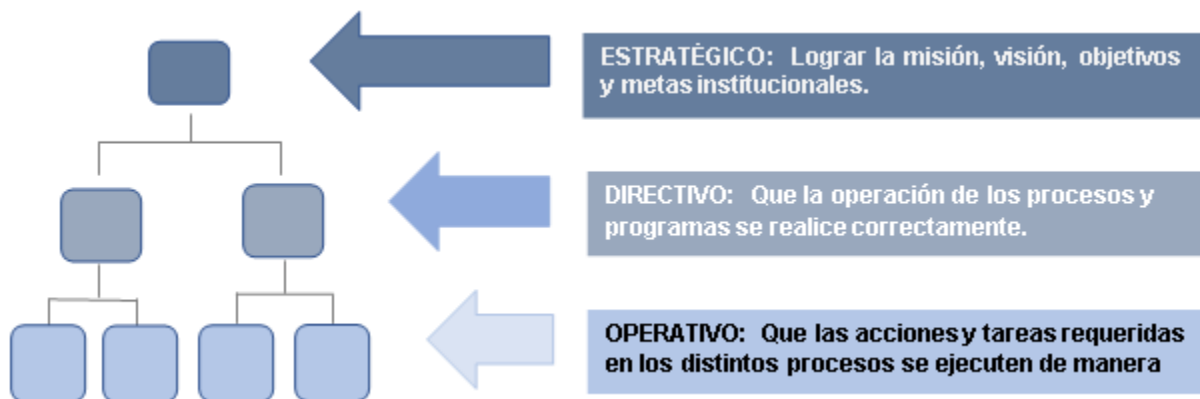 ESTRATÉGICO: Lograr la misión, visión, objetivos
y metas institucionales.
DIRECTIVO: Que la operación de los procesos y
programas se realice correctamente.
OPERATIVO: Que las acciones y tareas requeridas
en los distintos procesos se ejecuten de manera